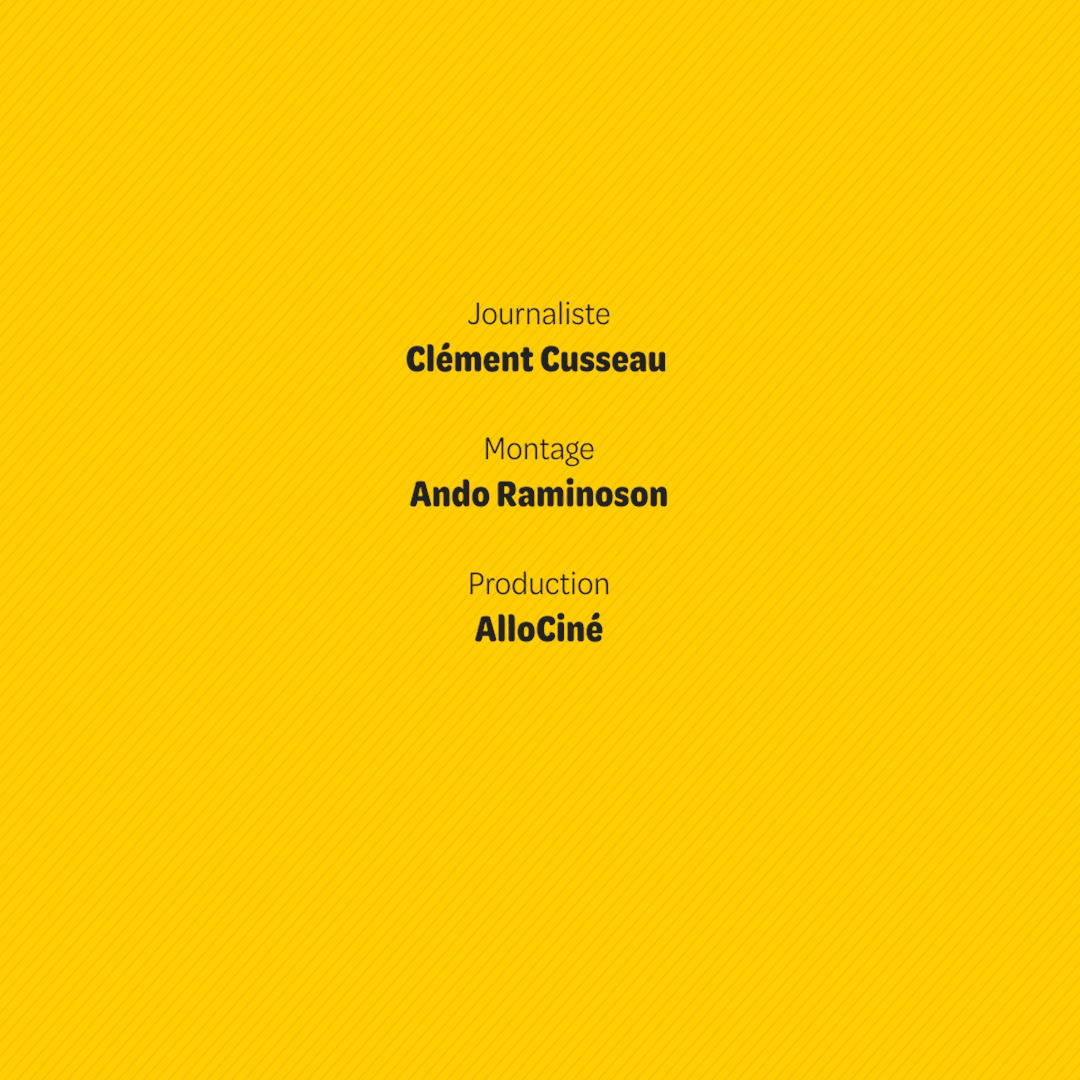 Journaliste
Clément Cusseau
Montage
Ando Raminoson
Production
AlloCiné